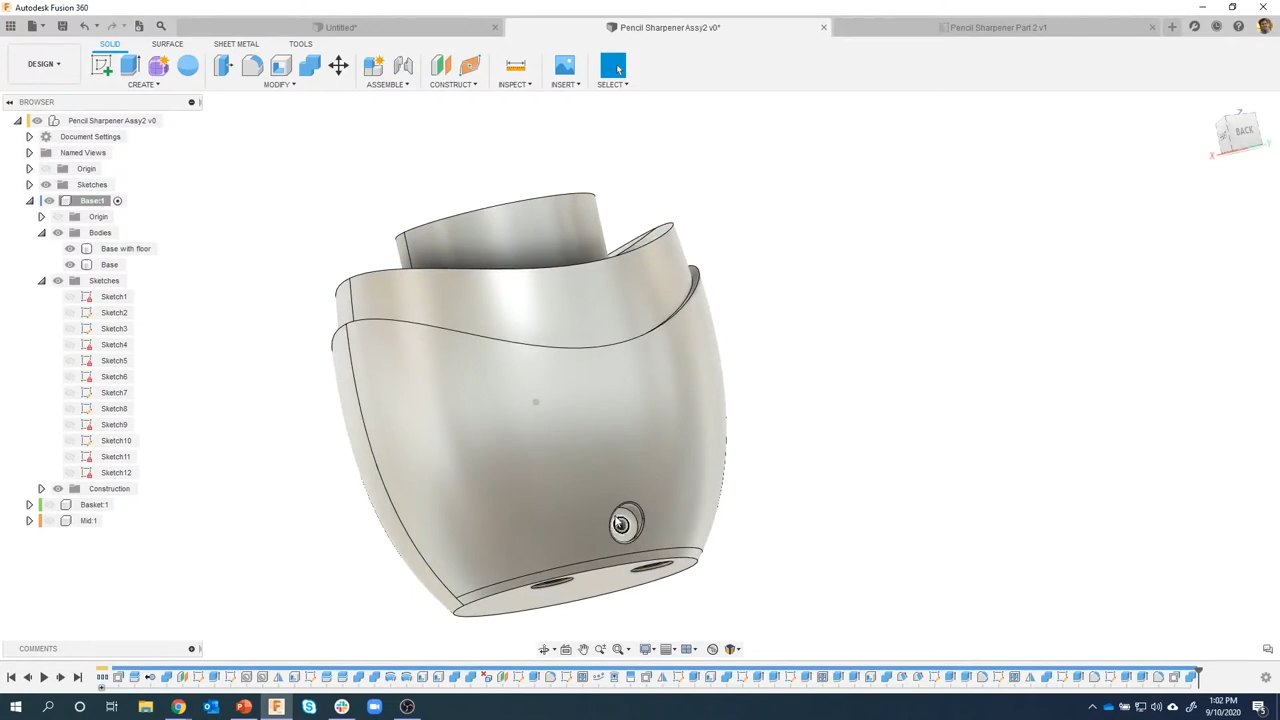 Autodesk Fusion 360
Untitled*
Pencil Sharpener Assy2 v0*
Pencil Sharpener Part 2 v1
SOLID
SURFACE
SHEET METAL
TOOLS
DESIGN
CREATE
MODIFY
ASSEMBLE
CONSTRUCT
INSPECT
INSERT
SELECT
BROWSER
Pencil Sharpener Assy2 v0
Document Settings
Named Views
Origin
Sketches
Base:1
Origin
Bodies
Base with floor
Base
Sketches
Sketch1
Sketch2
Sketch3
Sketch4
Sketch5
Sketch6
Sketch7
Sketch8
Sketch9
Sketch10
Sketch11
Sketch12
Construction
Basket:1
Mid:1
Z
BACK
X
Y
COMMENTS
1:02 PM
9/10/2020